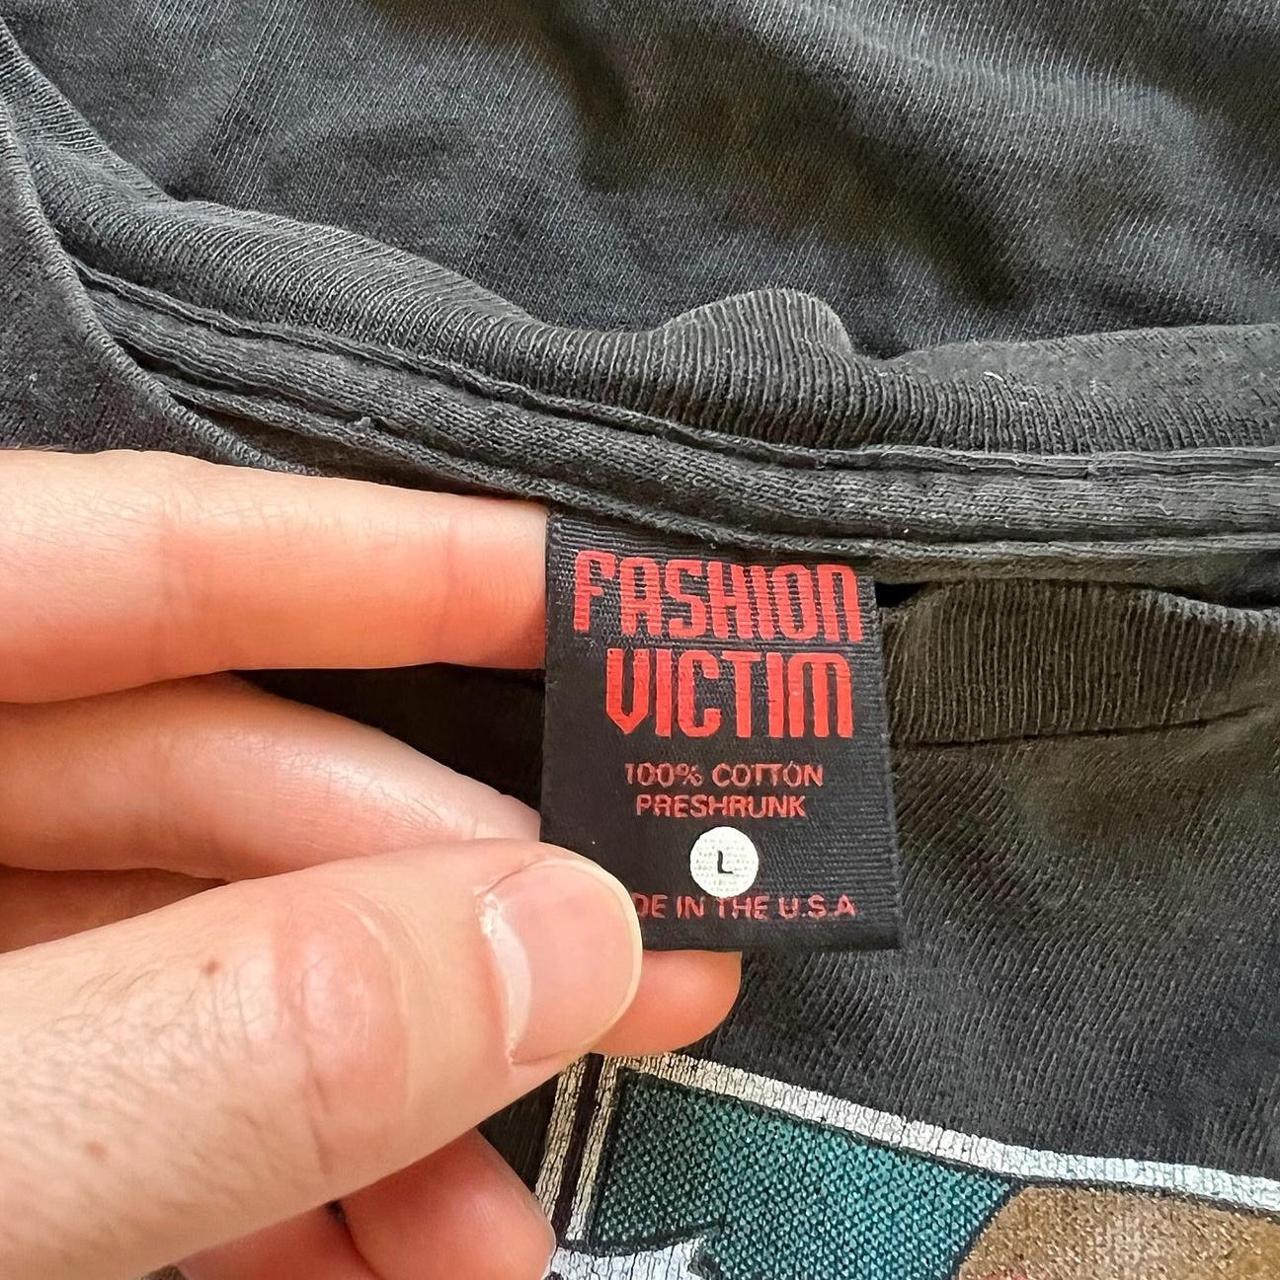 FASHION
VICTIM
100% COTTON
PRESHRUNK
L
DE IN THE U.S.A